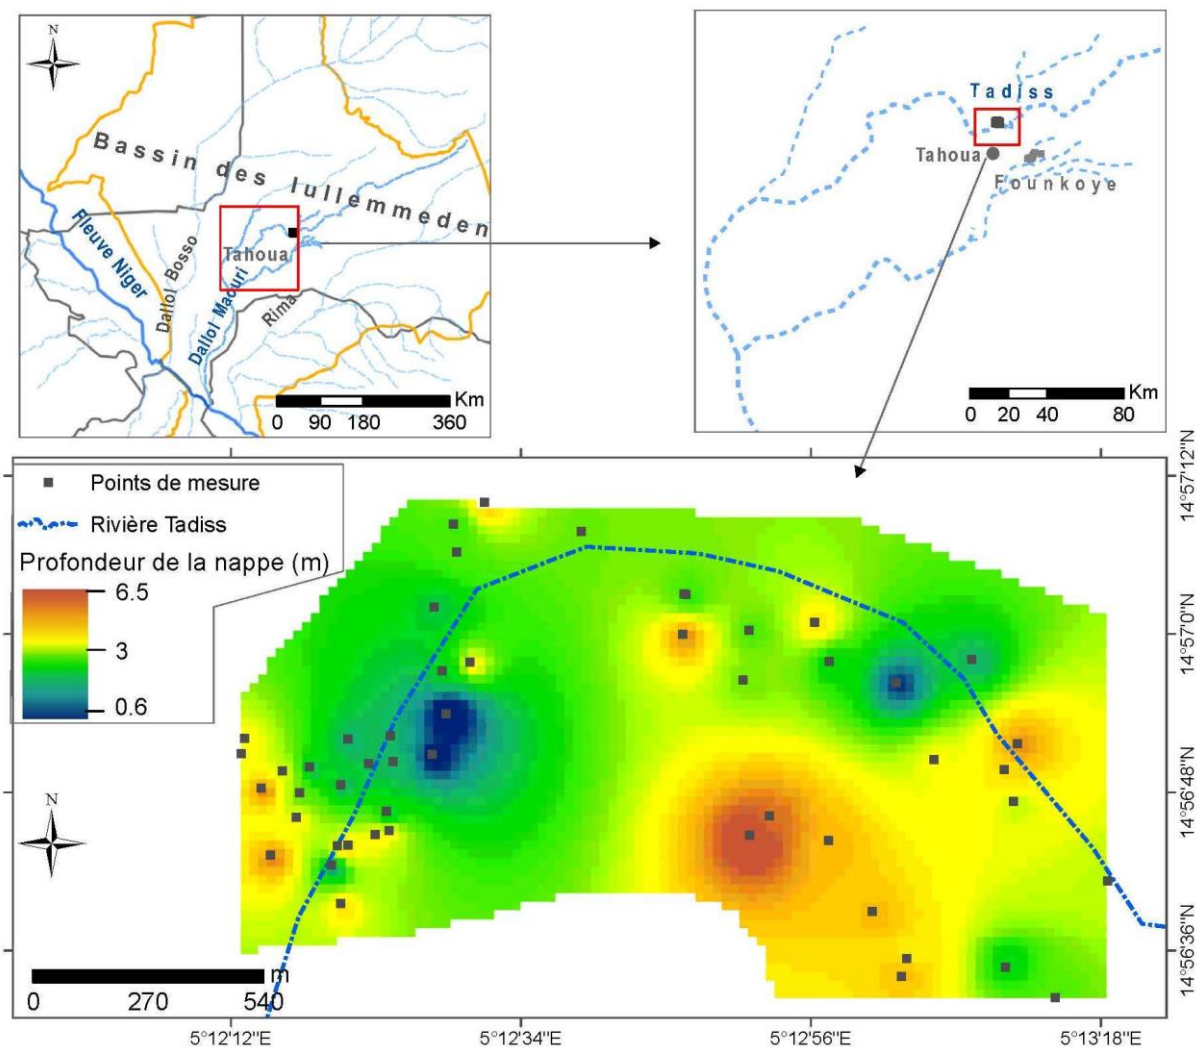 N
Bassin des Iullemmeden
Fleuve Niger
Dallol Bosso
Tahoua
Dallol Maouri
Rima
Km
0 90 180 360
Tadiss
Tahoua
Founkoye
Km
0 20 40 80
Points de mesure
Rivière Tadiss
Profondeur de la nappe (m)
6.5
3
0.6
N
m
0 270 540
14°57'12"N
14°57'0"N
14°56'48"N
14°56'36"N
5°12'12"E 5°12'34"E 5°12'56"E 5°13'18"E